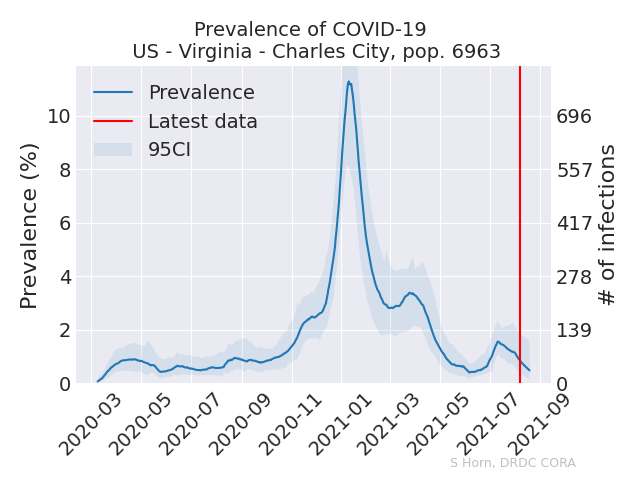 Prevalence of COVID-19
US - Virginia - Charles City, pop. 6963
Prevalence (%)
10
8
6
4
2
0
Prevalence
Latest data
95CI
696
557
417
278
139
0
# of infections
2020-03
2020-05
2020-07
2020-09
2020-11
2021-01
2021-03
2021-05
2021-07
2021-09
S Horn, DRDC CORA